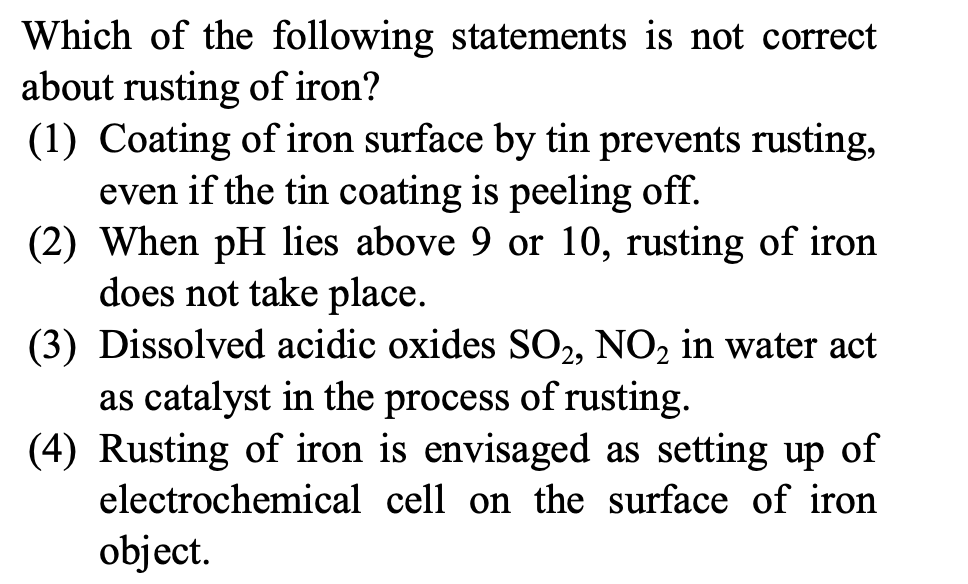 Which of the following statements is not correct
about rusting of iron?
(1) Coating of iron surface by tin prevents rusting,
even if the tin coating is peeling off.
(2) When pH lies above 9 or 10, rusting of iron
does not take place.
(3) Dissolved acidic oxides SO₂, NO₂ in water act
as catalyst in the process of rusting.
(4) Rusting of iron is envisaged as setting up of
electrochemical cell on the surface of iron
object.